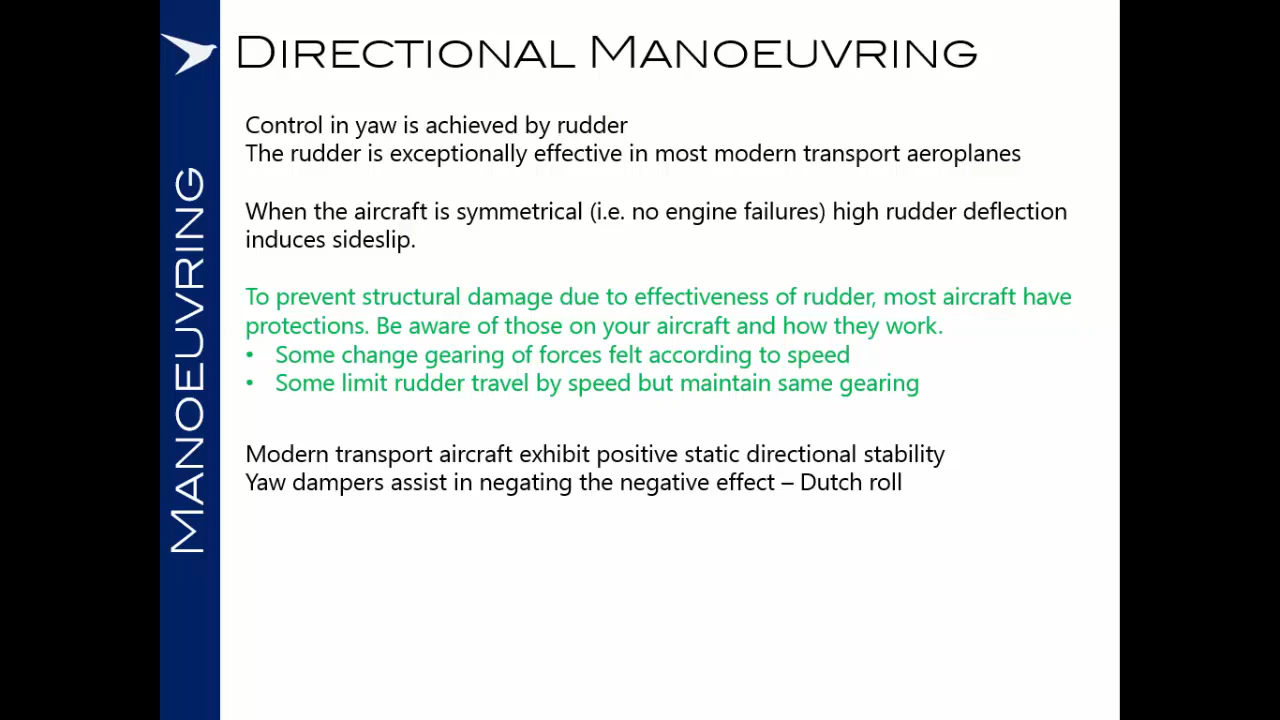 DIRECTIONAL MANOEUVRING
MANOEUVRING
Control in yaw is achieved by rudder
The rudder is exceptionally effective in most modern transport aeroplanes
When the aircraft is symmetrical (i.e. no engine failures) high rudder deflection
induces sideslip.
To prevent structural damage due to effectiveness of rudder, most aircraft have
protections. Be aware of those on your aircraft and how they work.
• Some change gearing of forces felt according to speed
• Some limit rudder travel by speed but maintain same gearing
Modern transport aircraft exhibit positive static directional stability
Yaw dampers assist in negating the negative effect – Dutch roll